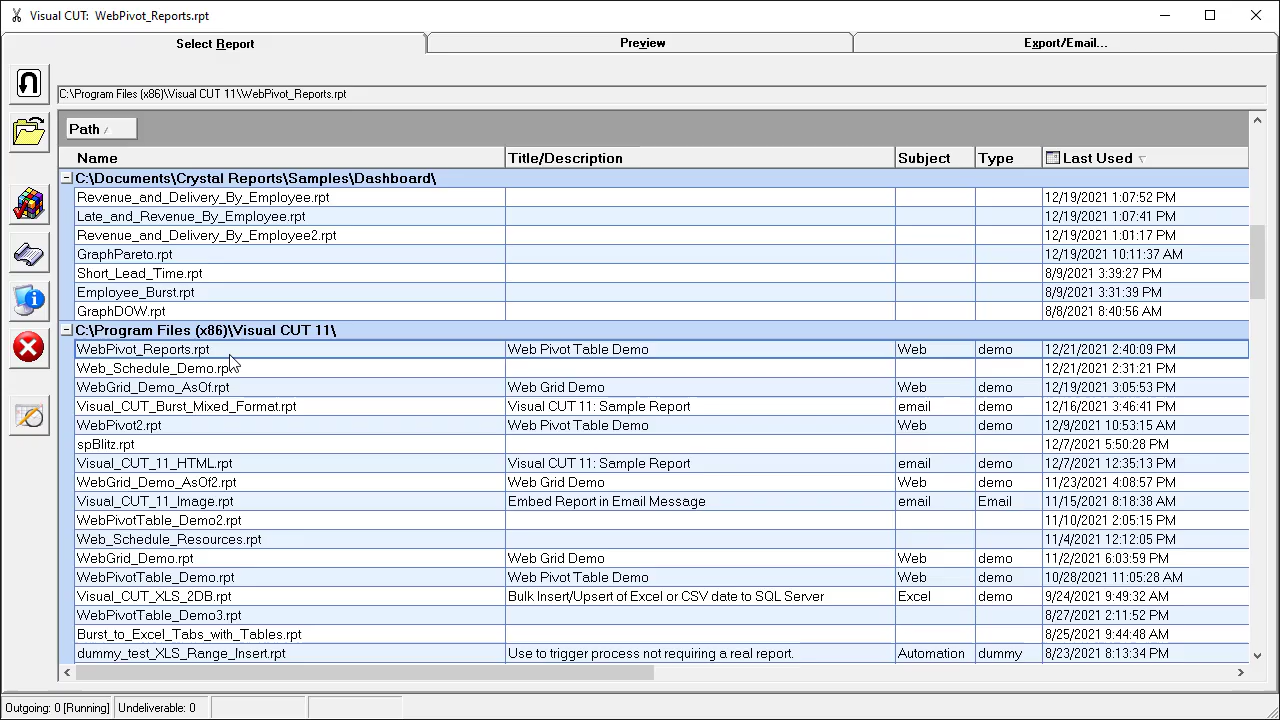 Visual CUT:  WebPivot_Reports.rpt
Select Report Preview Export/Email...
C:\Program Files (x86)\Visual CUT 11\WebPivot_Reports.rpt
Path
Name Title/Description Subject Type Last Used
C:\Documents\Crystal Reports\Samples\Dashboard\
Revenue_and_Delivery_By_Employee.rpt 12/19/2021 1:07:52 PM
Late_and_Revenue_By_Employee.rpt 12/19/2021 1:07:41 PM
Revenue_and_Delivery_By_Employee2.rpt 12/19/2021 1:01:17 PM
GraphPareto.rpt 12/19/2021 10:11:37 AM
Short_Lead_Time.rpt 8/9/2021 3:39:27 PM
Employee_Burst.rpt 8/9/2021 3:31:39 PM
GraphDOW.rpt 8/8/2021 8:40:56 AM
C:\Program Files (x86)\Visual CUT 11\
WebPivot_Reports.rpt Web Pivot Table Demo Web demo 12/21/2021 2:40:09 PM
Web_Schedule_Demo.rpt 12/21/2021 2:31:21 PM
WebGrid_Demo_AsOf.rpt Web Grid Demo Web demo 12/19/2021 3:05:53 PM
Visual_CUT_Burst_Mixed_Format.rpt Visual CUT 11: Sample Report email demo 12/16/2021 3:46:41 PM
WebPivot2.rpt Web Pivot Table Demo Web demo 12/9/2021 10:53:15 AM
spBlitz.rpt 12/7/2021 5:50:28 PM
Visual_CUT_11_HTML.rpt Visual CUT 11: Sample Report email demo 12/7/2021 12:35:13 PM
WebGrid_Demo_AsOf2.rpt Web Grid Demo Web demo 11/23/2021 4:08:57 PM
Visual_CUT_11_Image.rpt Embed Report in Email Message email Email 11/15/2021 8:18:38 AM
WebPivotTable_Demo2.rpt 11/10/2021 2:05:15 PM
Web_Schedule_Resources.rpt 11/4/2021 12:12:05 PM
WebGrid_Demo.rpt Web Grid Demo Web demo 11/2/2021 6:03:59 PM
WebPivotTable_Demo.rpt Web Pivot Table Demo Web demo 10/28/2021 11:05:28 AM
Visual_CUT_XLS_2DB.rpt Bulk Insert/Upsert of Excel or CSV date to SQL Server Excel demo 9/24/2021 9:49:32 AM
WebPivotTable_Demo3.rpt 8/27/2021 2:11:52 PM
Burst_to_Excel_Tabs_with_Tables.rpt 8/25/2021 9:44:48 AM
dummy_test_XLS_Range_Insert.rpt Use to trigger process not requiring a real report. Automation dummy 8/23/2021 8:13:34 PM
Outgoing: 0 [Running] Undeliverable: 0